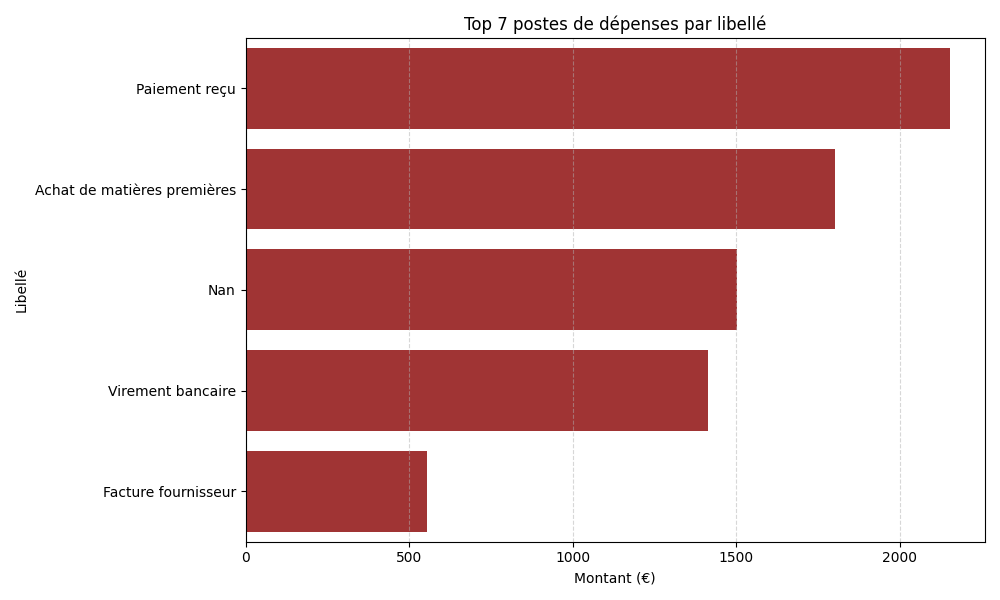 Top 7 postes de dépenses par libellé
Paiement reçu
Achat de matières premières
Nan
Virement bancaire
Facture fournisseur
Libellé
0 500 1000 1500 2000
Montant (€)